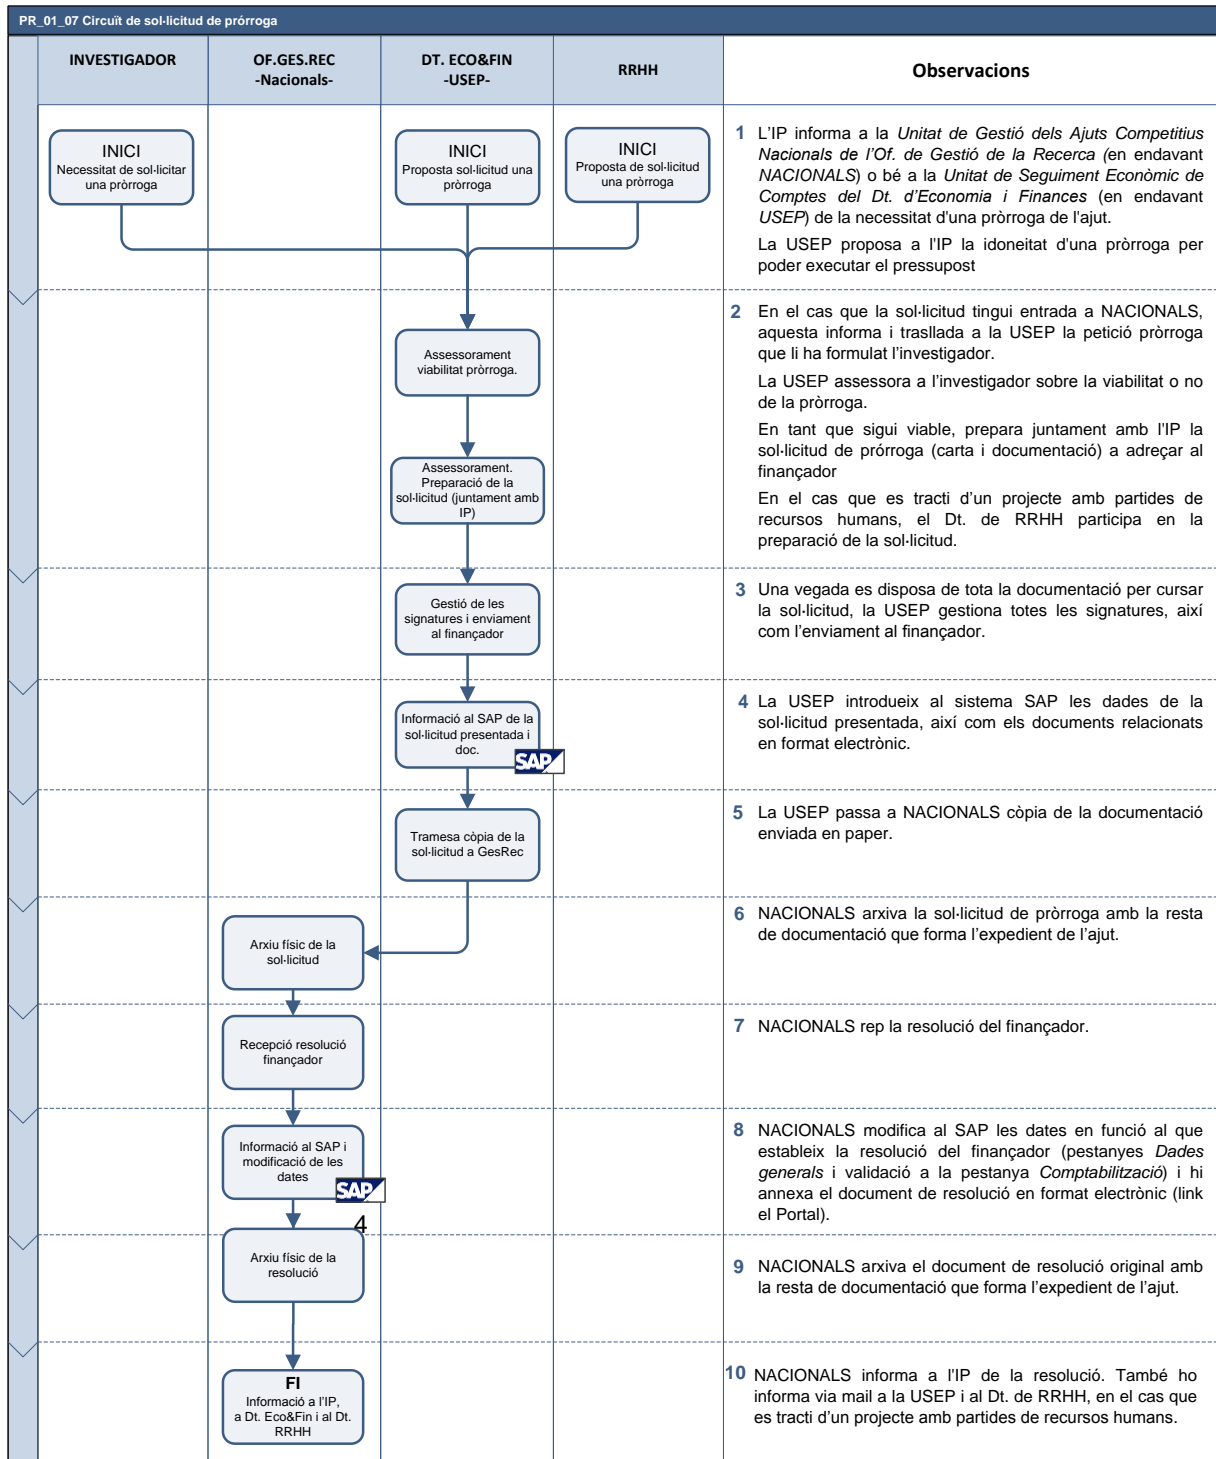 PR_01_07 Circuït de sol·licitud de prórroga
INVESTIGADOR
OF.GES.REC
-Nacionals-
DT. ECO&FIN
-USEP-
RRHH
Observacions
INICI
Necessitat de sol·licitar
una pròrroga
INICI
Proposta sol·licitud una
pròrroga
INICI
Proposta de sol·licitud
una pròrroga
1 L'IP informa a la Unitat de Gestió dels Ajuts Competitius
Nacionals de l'Of. de Gestió de la Recerca (en endavant
NACIONALS) o bé a la Unitat de Seguiment Econòmic de
Comptes del Dt. d'Economia i Finances (en endavant
USEP) de la necessitat d'una pròrroga de l'ajut.
La USEP proposa a l'IP la idoneïtat d'una pròrroga per
poder executar el pressupost
Assessorament
viabilitat pròrroga.
Assessorament.
Preparació de la
sol·licitud (juntament amb
IP)
2 En el cas que la sol·licitud tingui entrada a NACIONALS,
aquesta informa i trasllada a la USEP la petició pròrroga
que li ha formulat l'investigador.
La USEP assessora a l'investigador sobre la viabilitat o no
de la pròrroga.
En tant que sigui viable, prepara juntament amb l'IP la
sol·licitud de prórroga (carta i documentació) a adreçar al
finançador
En el cas que es tracti d'un projecte amb partides de
recursos humans, el Dt. de RRHH participa en la
preparació de la sol·licitud.
Gestió de les
signatures i enviament
al finançador
3 Una vegada es disposa de tota la documentació per cursar
la sol·licitud, la USEP gestiona totes les signatures, així
com l'enviament al finançador.
Informació al SAP de la
sol·licitud presentada i
doc.
SAP
4 La USEP introdueix al sistema SAP les dades de la
sol·licitud presentada, així com els documents relacionats
en format electrònic.
Tramesa còpia de la
sol·licitud a GesRec
5 La USEP passa a NACIONALS còpia de la documentació
enviada en paper.
Arxiu físic de la
sol·licitud
6 NACIONALS arxiva la sol·licitud de pròrroga amb la resta
de documentació que forma l'expedient de l'ajut.
Recepció resolució
finançador
7 NACIONALS rep la resolució del finançador.
Informació al SAP i
modificació de les
dates
SAP
4
8 NACIONALS modifica al SAP les dates en funció al que
estableix la resolució del finançador (pestanyes Dades
generals i validació a la pestanya Comptabilització) i hi
annexa el document de resolució en format electrònic (link
el Portal).
Arxiu físic de la
resolució
9 NACIONALS arxiva el document de resolució original amb
la resta de documentació que forma l'expedient de l'ajut.
FI
Informació a l'IP,
a Dt. Eco&Fin i al Dt.
RRHH
10 NACIONALS informa a l'IP de la resolució. També ho
informa via mail a la USEP i al Dt. de RRHH, en el cas que
es tracti d'un projecte amb partides de recursos humans.